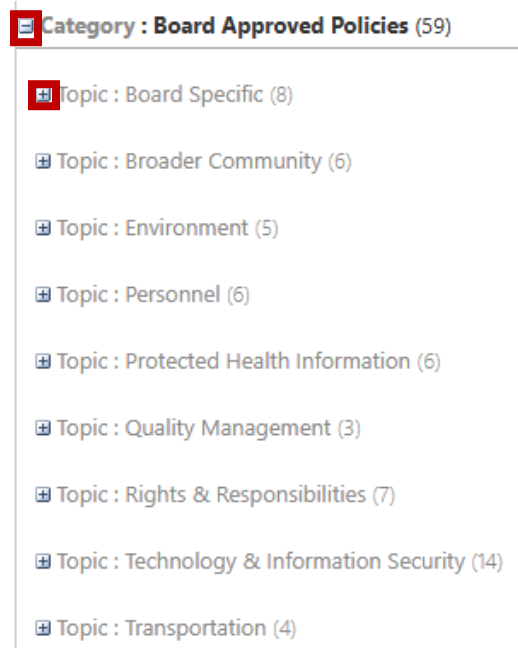 Category : Board Approved Policies (59)
Topic : Board Specific (8)
Topic : Broader Community (6)
Topic : Environment (5)
Topic : Personnel (6)
Topic : Protected Health Information (6)
Topic : Quality Management (3)
Topic : Rights & Responsibilities (7)
Topic : Technology & Information Security (14)
Topic : Transportation (4)